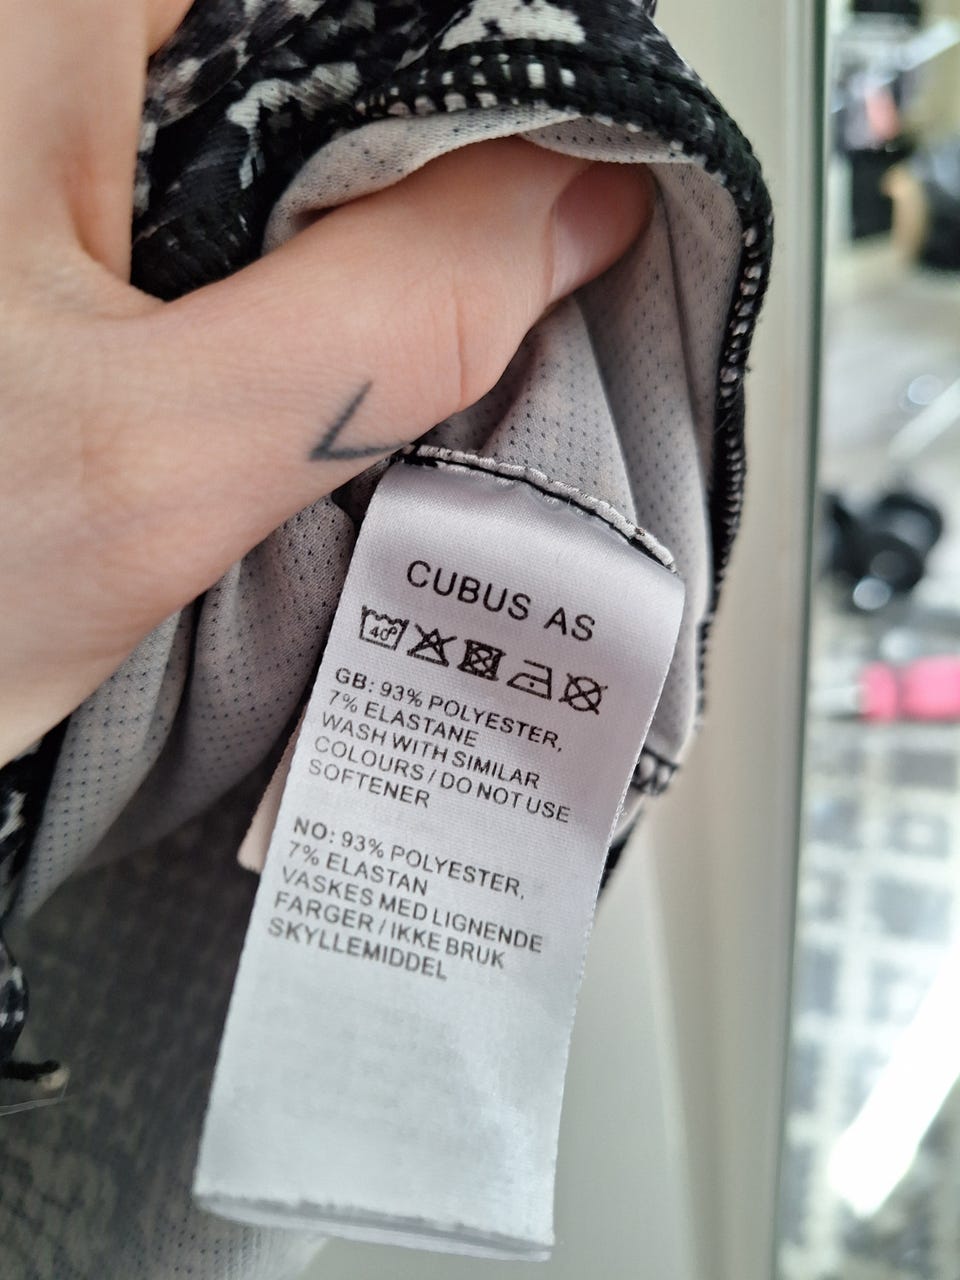 CUBUS AS
40°
GB: 93% POLYESTER,
7% ELASTANE
WASH WITH SIMILAR
COLOURS / DO NOT USE
SOFTENER
NO: 93% POLYESTER,
7% ELASTAN
VASKES MED LIGNENDE
FARGER / IKKE BRUK
SKYLLEMIDDEL